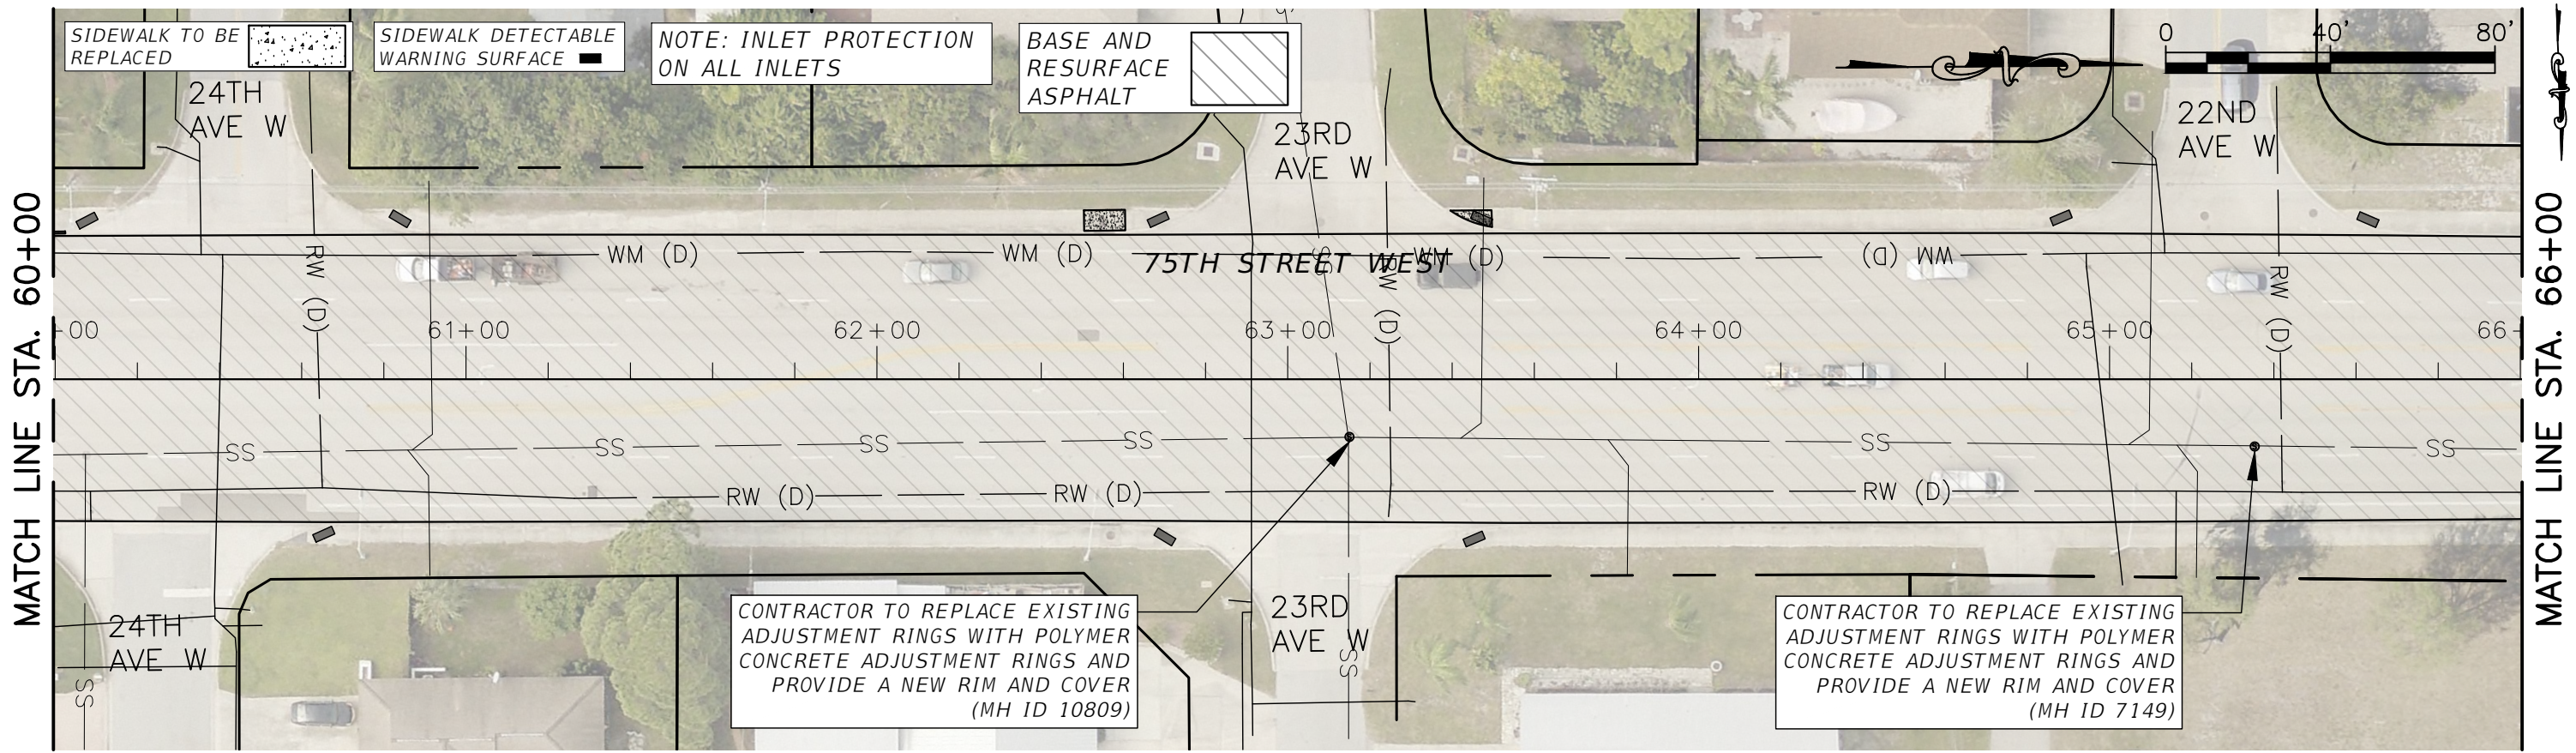 SIDEWALK TO BE
REPLACED
SIDEWALK DETECTABLE
WARNING SURFACE
NOTE: INLET PROTECTION
ON ALL INLETS
BASE AND
RESURFACE
ASPHALT
0 40' 80'
24TH
AVE W
23RD
AVE W
22ND
AVE W
MATCH LINE STA. 60+00
MATCH LINE STA. 66+00
WM (D)
WM (D)
WM (D)
WM (D)
75TH STREET WEST
RW (D)
RW (D)
RW (D)
SS
+00 61+00 62+00 63+00 64+00 65+00 66+
SS SS SS SS SS SS
RW (D) RW (D) RW (D)
24TH
AVE W
SS
23RD
AVE W
SS
CONTRACTOR TO REPLACE EXISTING
ADJUSTMENT RINGS WITH POLYMER
CONCRETE ADJUSTMENT RINGS AND
PROVIDE A NEW RIM AND COVER
(MH ID 10809)
CONTRACTOR TO REPLACE EXISTING
ADJUSTMENT RINGS WITH POLYMER
CONCRETE ADJUSTMENT RINGS AND
PROVIDE A NEW RIM AND COVER
(MH ID 7149)